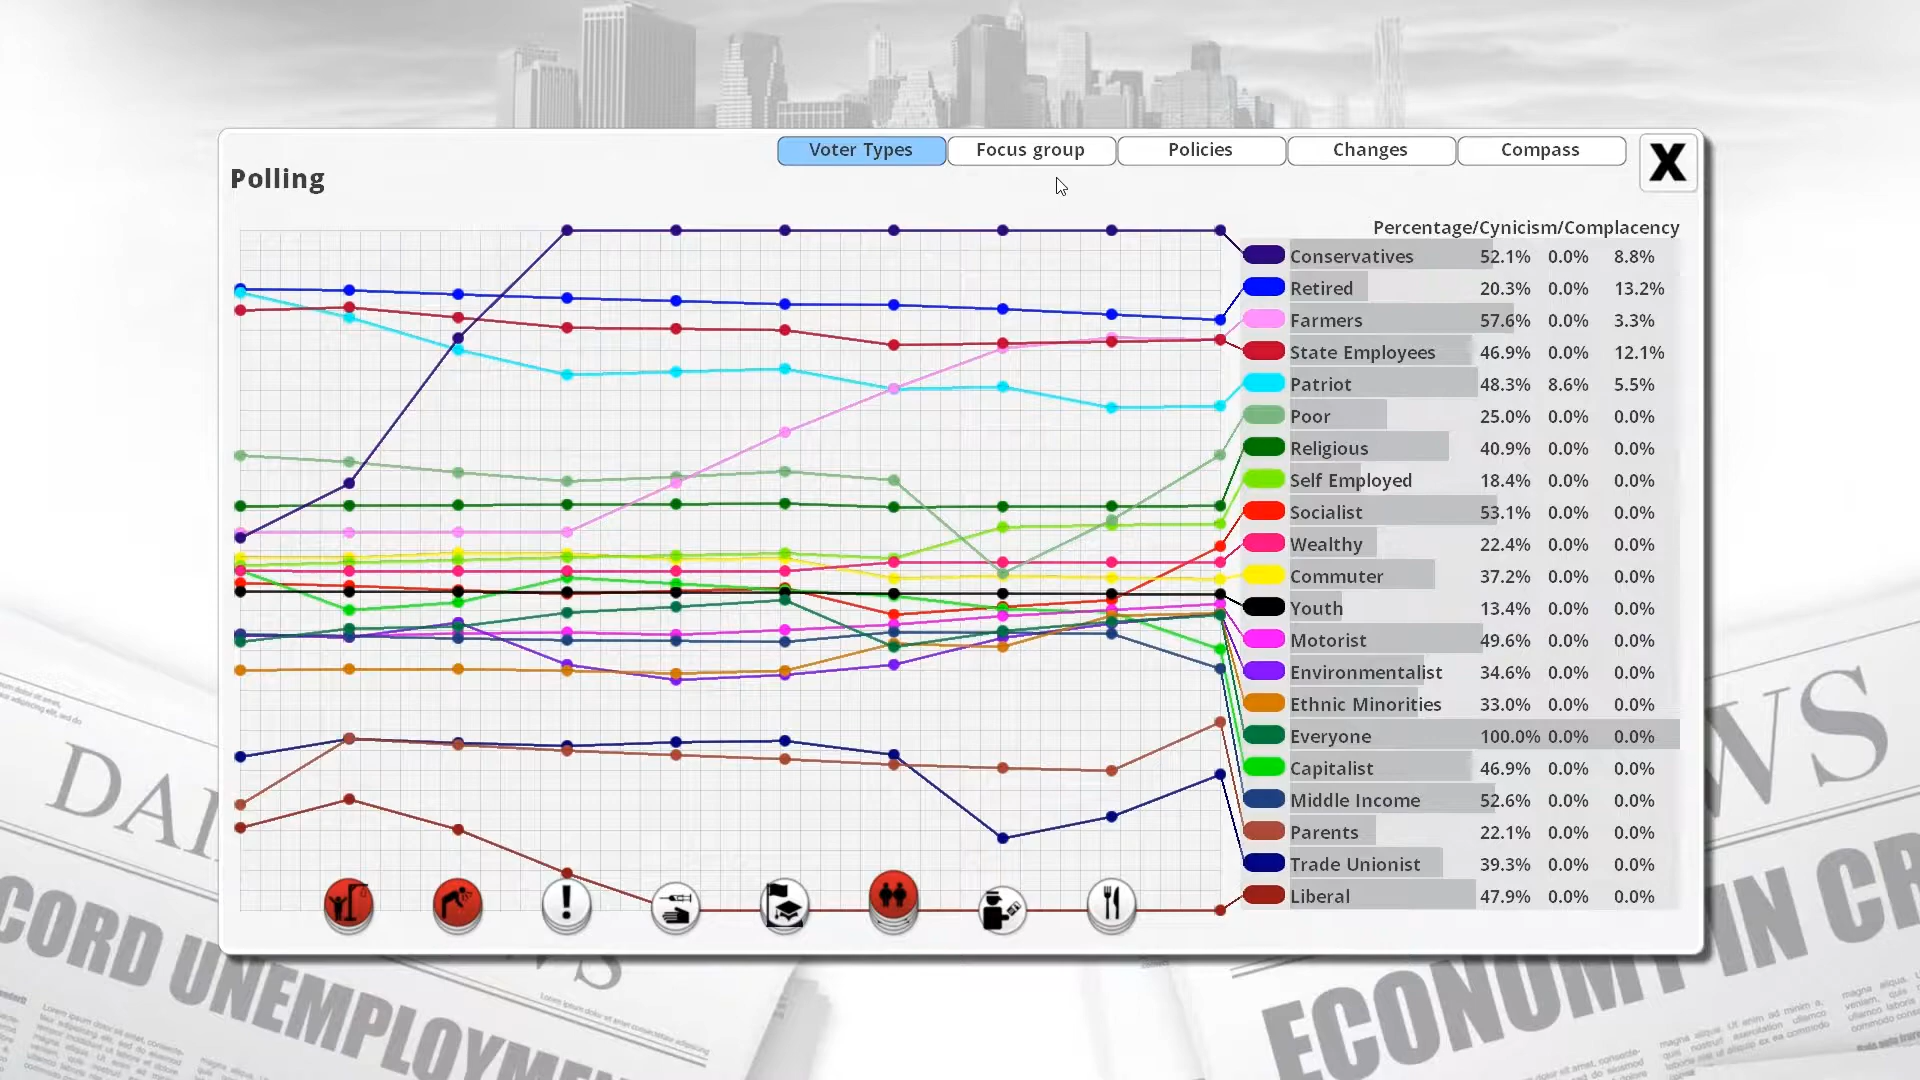 Voter Types Focus group Policies Changes Compass X
Polling
Percentage/Cynicism/Complacency
Conservatives 52.1% 0.0% 8.8%
Retired 20.3% 0.0% 13.2%
Farmers 57.6% 0.0% 3.3%
State Employees 46.9% 0.0% 12.1%
Patriot 48.3% 8.6% 5.5%
Poor 25.0% 0.0% 0.0%
Religious 40.9% 0.0% 0.0%
Self Employed 18.4% 0.0% 0.0%
Socialist 53.1% 0.0% 0.0%
Wealthy 22.4% 0.0% 0.0%
Commuter 37.2% 0.0% 0.0%
Youth 13.4% 0.0% 0.0%
Motorist 49.6% 0.0% 0.0%
Environmentalist 34.6% 0.0% 0.0%
Ethnic Minorities 33.0% 0.0% 0.0%
Everyone 100.0% 0.0% 0.0%
Capitalist 46.9% 0.0% 0.0%
Middle Income 52.6% 0.0% 0.0%
Parents 22.1% 0.0% 0.0%
Trade Unionist 39.3% 0.0% 0.0%
Liberal 47.9% 0.0% 0.0%
DAI
WS
CORD UNEMPLOYME
ECONOMY IN CR